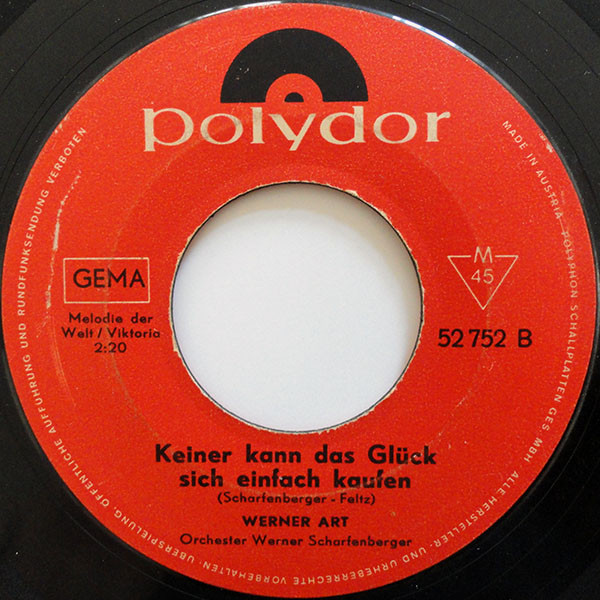 polydor
GEMA
Melodie der
Welt / Viktoria
2:20
M
45
52 752 B
Keiner kann das Glück
sich einfach kaufen
(Scharfenberger - Feltz)
WERNER ART
Orchester Werner Scharfenberger
MADE IN AUSTRIA · POLYPHON SCHALLPLATTEN GES MBH. ALLE HERSTELLER- UND URHEBERRECHTE VORBEHALTEN. ÜBERSPIELUNG, ÖFFENTLICHE AUFFÜHRUNG UND RUNDFUNKSENDUNG VERBOTEN